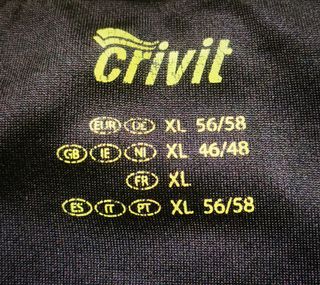 crivit
EUR DE XL 56/58
GB IE NI XL 46/48
FR XL
ES IT PT XL 56/58